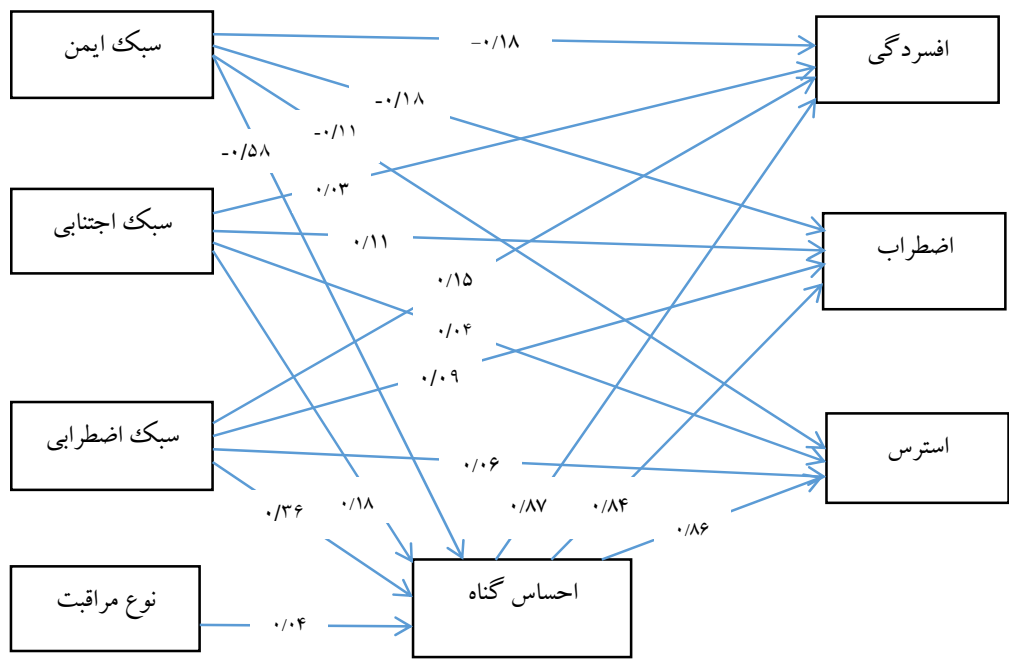 سبک ایمن
افسردگی
-۰/۱۸
-۰/۱۸
-۰/۱۱
-۰/۵۸
سبک اجتنابی
۰/۰۳
۰/۱۱
اضطراب
۰/۱۵
۰/۰۴
۰/۰۹
سبک اضطرابی
استرس
۰/۰۶
۰/۳۶
۰/۱۸
۰/۸۷
۰/۸۴
۰/۸۶
نوع مراقبت
احساس گناه
۰/۰۴